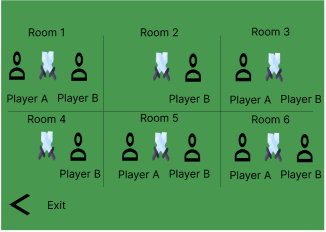 Room 1 Room 2 Room 3
Player A Player B Player B Player A Player B
Room 4 Room 5 Room 6
Player B Player A Player B Player A Player B
Exit